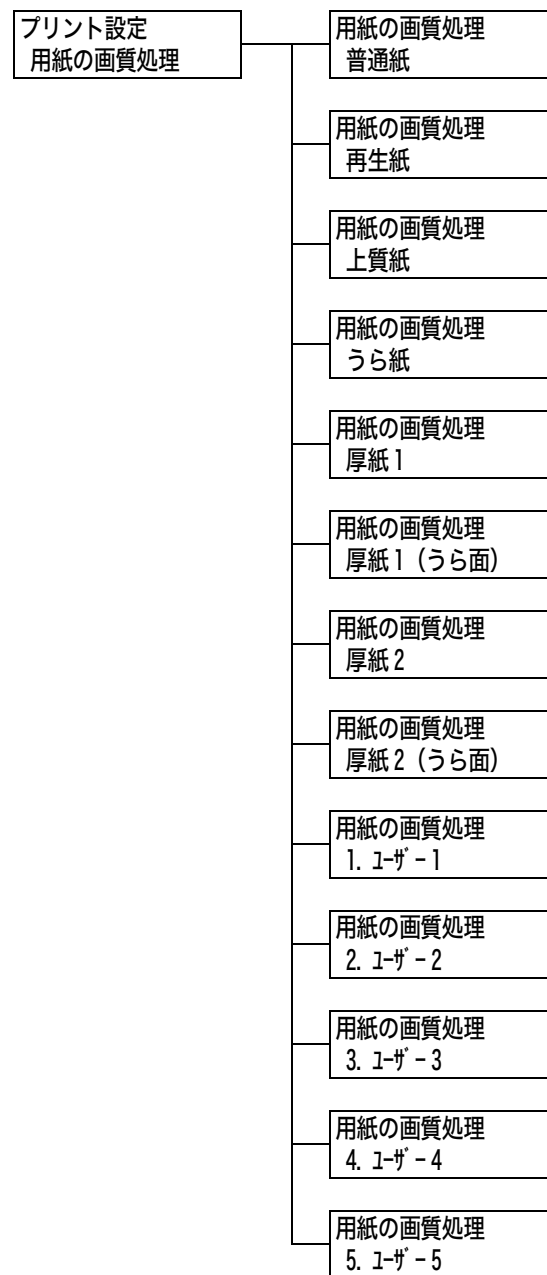 プリント設定
用紙の画質処理
用紙の画質処理
普通紙
用紙の画質処理
再生紙
用紙の画質処理
上質紙
用紙の画質処理
うら紙
用紙の画質処理
厚紙1
用紙の画質処理
厚紙1（うら面）
用紙の画質処理
厚紙2
用紙の画質処理
厚紙2（うら面）
用紙の画質処理
1. ﾕｰｻﾞｰ1
用紙の画質処理
2. ﾕｰｻﾞｰ2
用紙の画質処理
3. ﾕｰｻﾞｰ3
用紙の画質処理
4. ﾕｰｻﾞｰ4
用紙の画質処理
5. ﾕｰｻﾞｰ5